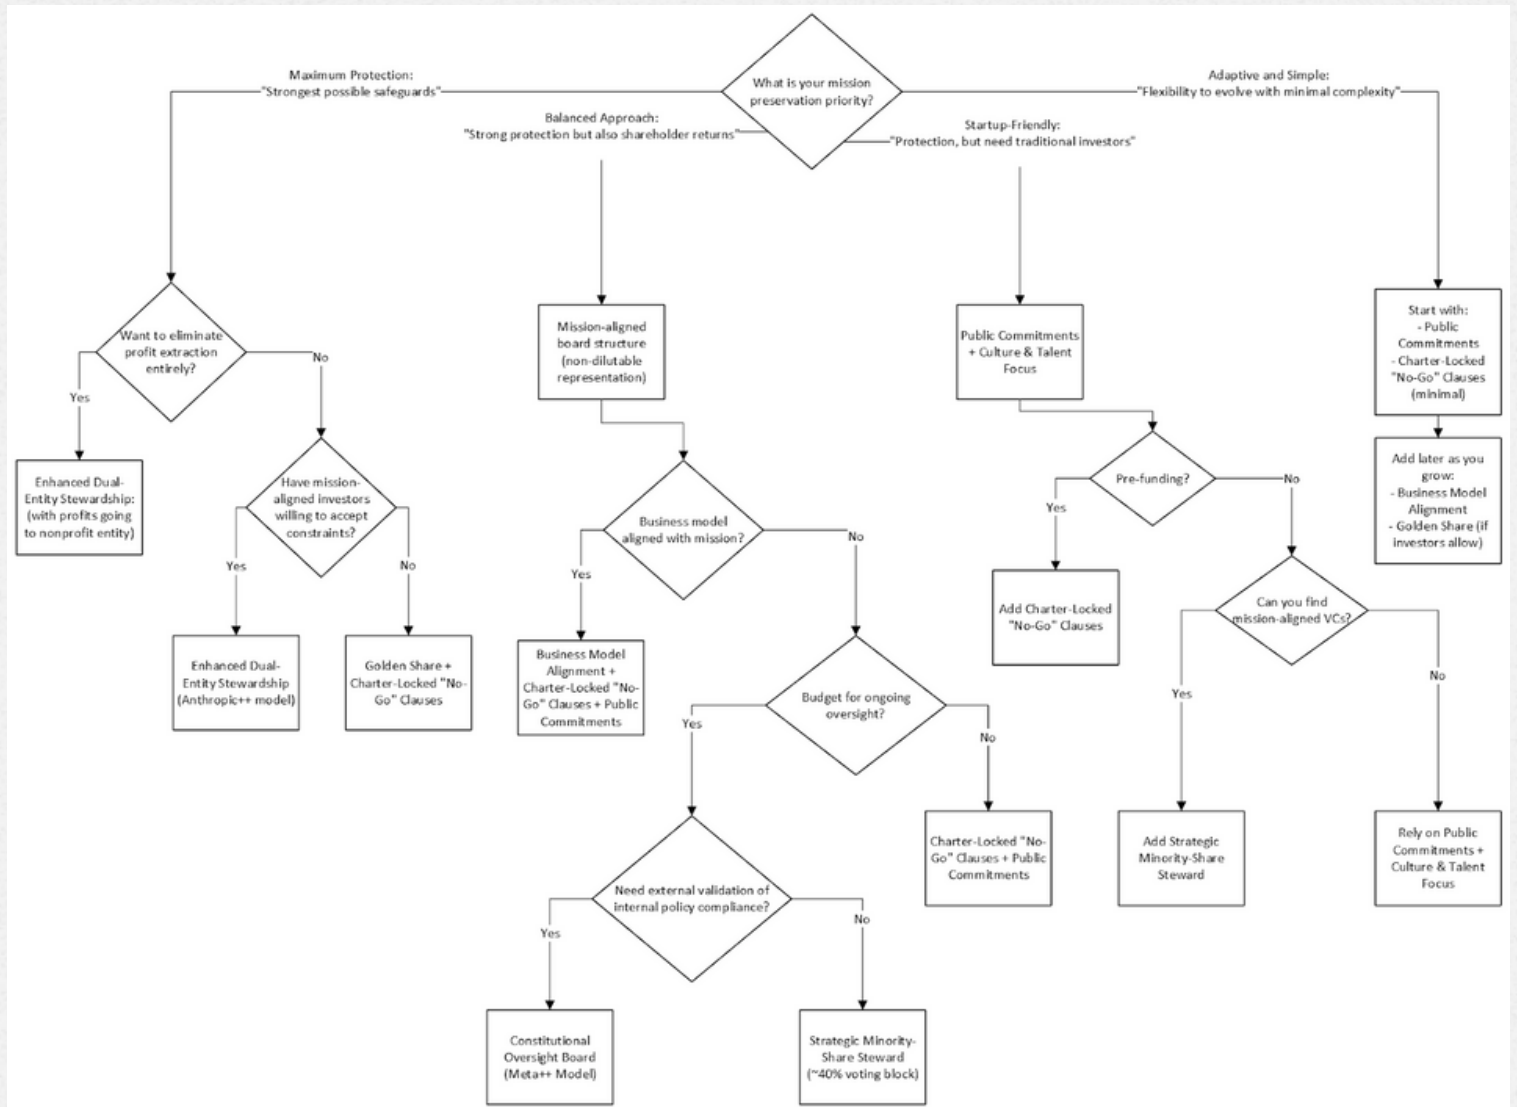 What is your mission
preservation priority?
Maximum Protection:
"Strongest possible safeguards"
Balanced Approach:
"Strong protection but also shareholder returns"
Startup-Friendly:
"Protection, but need traditional investors"
Adaptive and Simple:
"Flexibility to evolve with minimal complexity"
Want to eliminate
profit extraction
entirely?
Yes
No
Enhanced Dual-
Entity Stewardship:
(with profits going
to nonprofit entity)
Have mission-
aligned investors
willing to accept
constraints?
Yes
No
Enhanced Dual-
Entity Stewardship
(Anthropic++ model)
Golden Share +
Charter-Locked "No-
Go" Clauses
Mission-aligned
board structure
(non-dilutable
representation)
Business model
aligned with mission?
Yes
No
Business Model
Alignment +
Charter-Locked "No-
Go" Clauses + Public
Commitments
Budget for ongoing
oversight?
Yes
No
Charter-Locked "No-
Go" Clauses + Public
Commitments
Need external validation of
internal policy compliance?
Yes
No
Constitutional
Oversight Board
(Meta++ Model)
Strategic Minority-
Share Steward
(~40% voting block)
Public Commitments
+ Culture & Talent
Focus
Pre-funding?
Yes
No
Add Charter-Locked
"No-Go" Clauses
Can you find
mission-aligned VCs?
Yes
No
Add Strategic
Minority-Share
Steward
Rely on Public
Commitments +
Culture & Talent
Focus
Start with:
- Public
Commitments
- Charter-Locked
"No-Go" Clauses
(minimal)
Add later as you
grow:
- Business Model
Alignment
- Golden Share (if
investors allow)